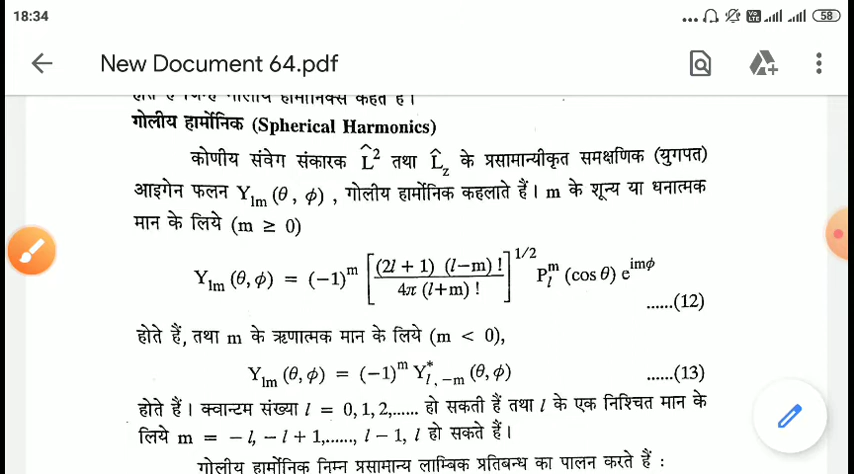 18:34
58
New Document 64.pdf
होते हैं जिन्हें गोलीय हार्मोनिक्स कहते हैं।
गोलीय हार्मोनिक (Spherical Harmonics)
कोणीय संवेग संकारक L̂² तथा L̂z के प्रसामान्यीकृत समक्षणिक (युगपत)
आइगेन फलन Ylm (θ, ϕ), गोलीय हार्मोनिक कहलाते हैं। m के शून्य या धनात्मक
मान के लिये (m ≥ 0)
Ylm (θ, ϕ) = (−1)^m [(2l + 1) (l−m) ! / 4π (l+m) !]^1/2 P_l^m (cos θ) e^imϕ
......(12)
होते हैं, तथा m के ऋणात्मक मान के लिये (m < 0),
Ylm (θ, ϕ) = (−1)^m Y*l, −m (θ, ϕ) ......(13)
होते हैं। क्वान्टम संख्या l = 0, 1, 2,...... हो सकती हैं तथा l के एक निश्चित मान के
लिये m = − l, − l + 1,......, l − 1, l हो सकते हैं।
गोलीय हार्मोनिक निम्न प्रसामान्य लाम्बिक प्रतिबन्ध का पालन करते हैं :